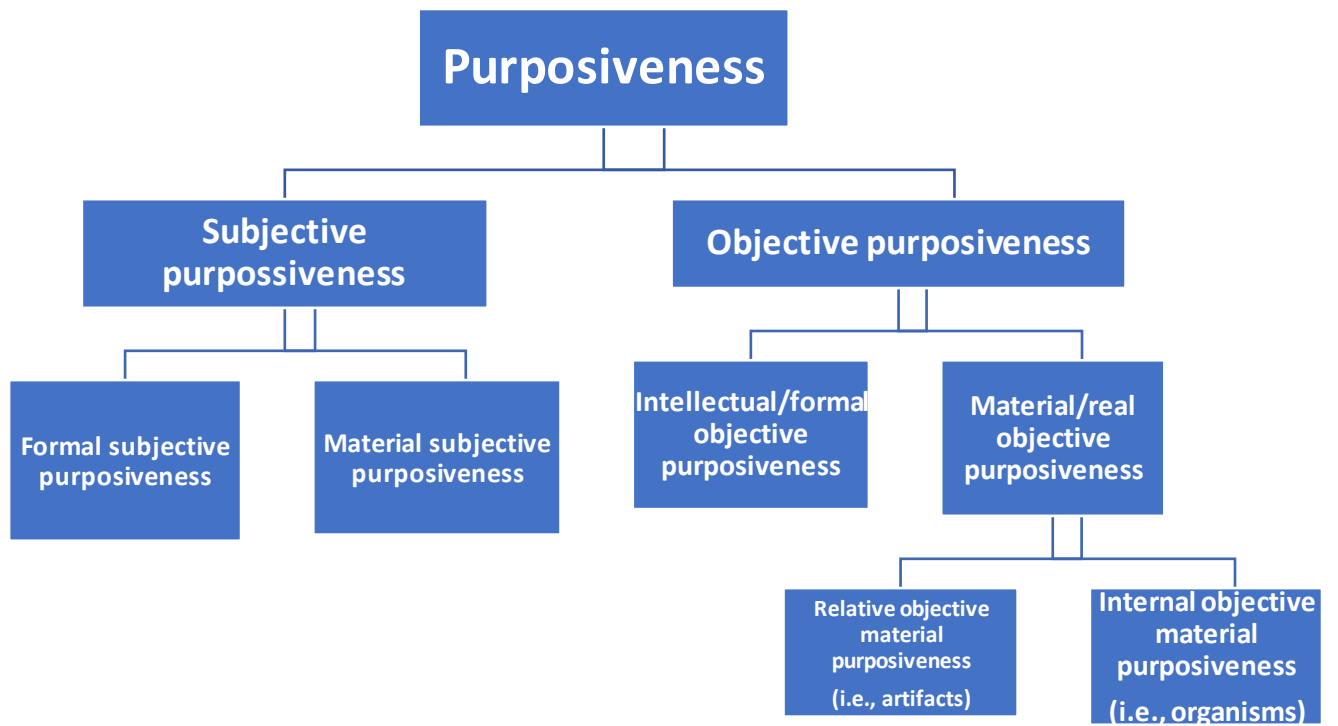 Purposiveness
Subjective
purpossiveness
Objective purposiveness
Formal subjective
purposiveness
Material subjective
purposiveness
Intellectual/formal
objective
purposiveness
Material/real
objective
purposiveness
Relative objective
material
purposiveness
(i.e., artifacts)
Internal objective
material
purposiveness
(i.e., organisms)